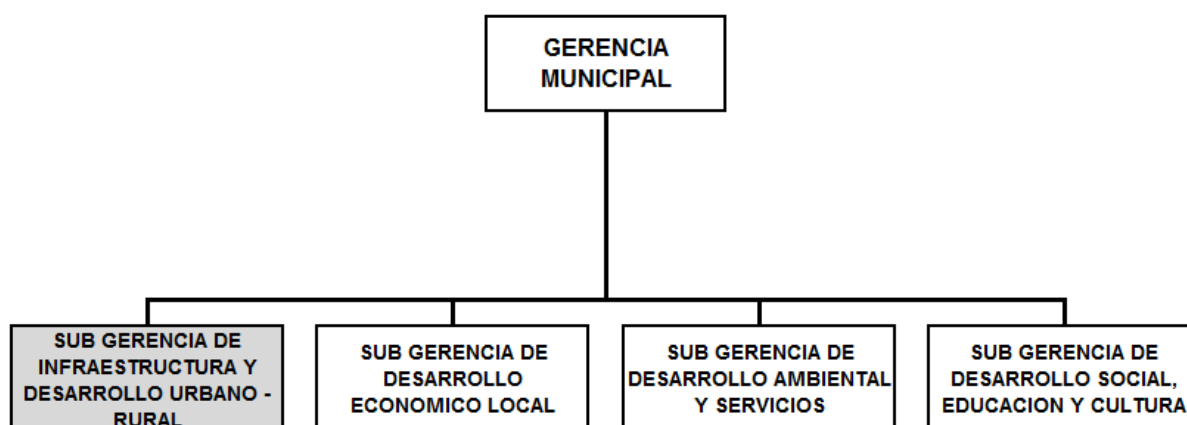 GERENCIA
MUNICIPAL
SUB GERENCIA DE
INFRAESTRUCTURA Y
DESARROLLO URBANO -
RURAL
SUB GERENCIA DE
DESARROLLO
ECONOMICO LOCAL
SUB GERENCIA DE
DESARROLLO AMBIENTAL
Y SERVICIOS
SUB GERENCIA DE
DESARROLLO SOCIAL,
EDUCACION Y CULTURA